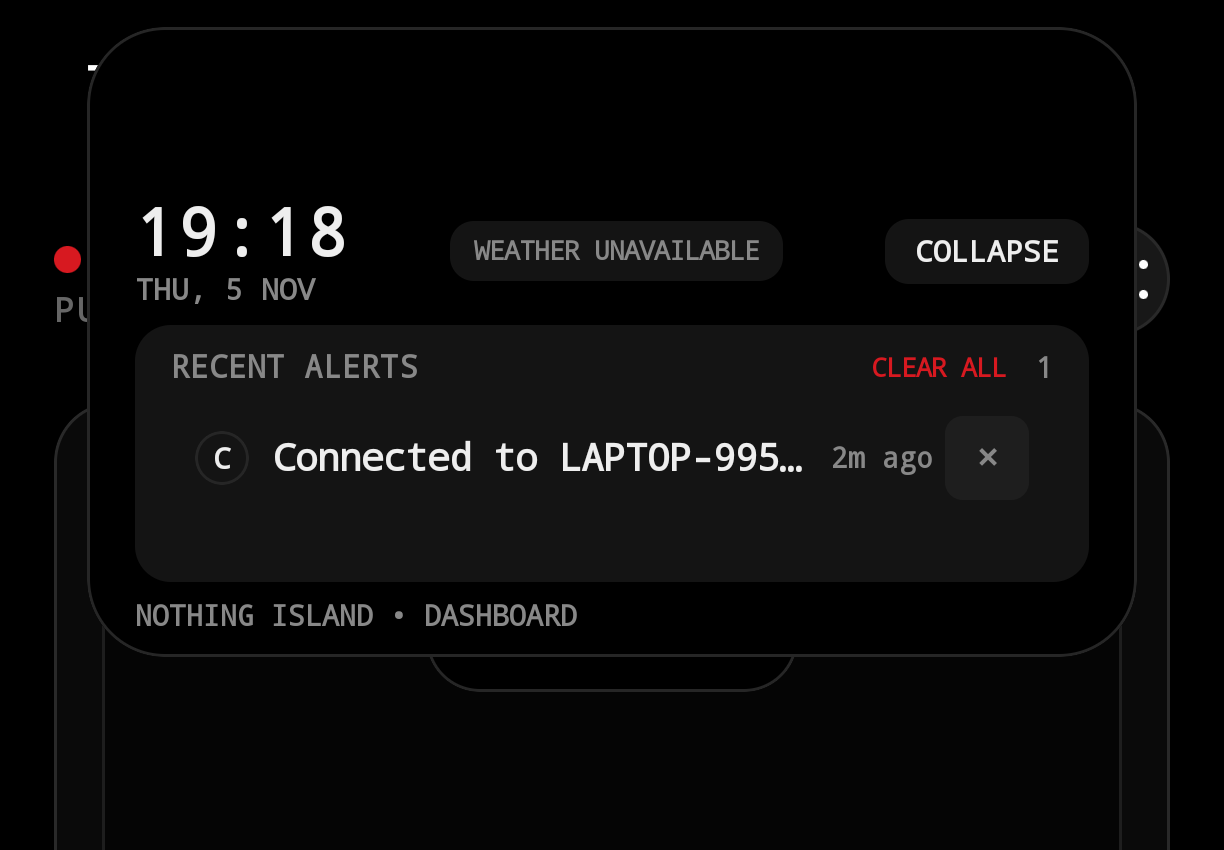 19:18
WEATHER UNAVAILABLE
COLLAPSE
THU, 5 NOV
RECENT ALERTS
CLEAR ALL 1
C Connected to LAPTOP-995… 2m ago ×
NOTHING ISLAND • DASHBOARD